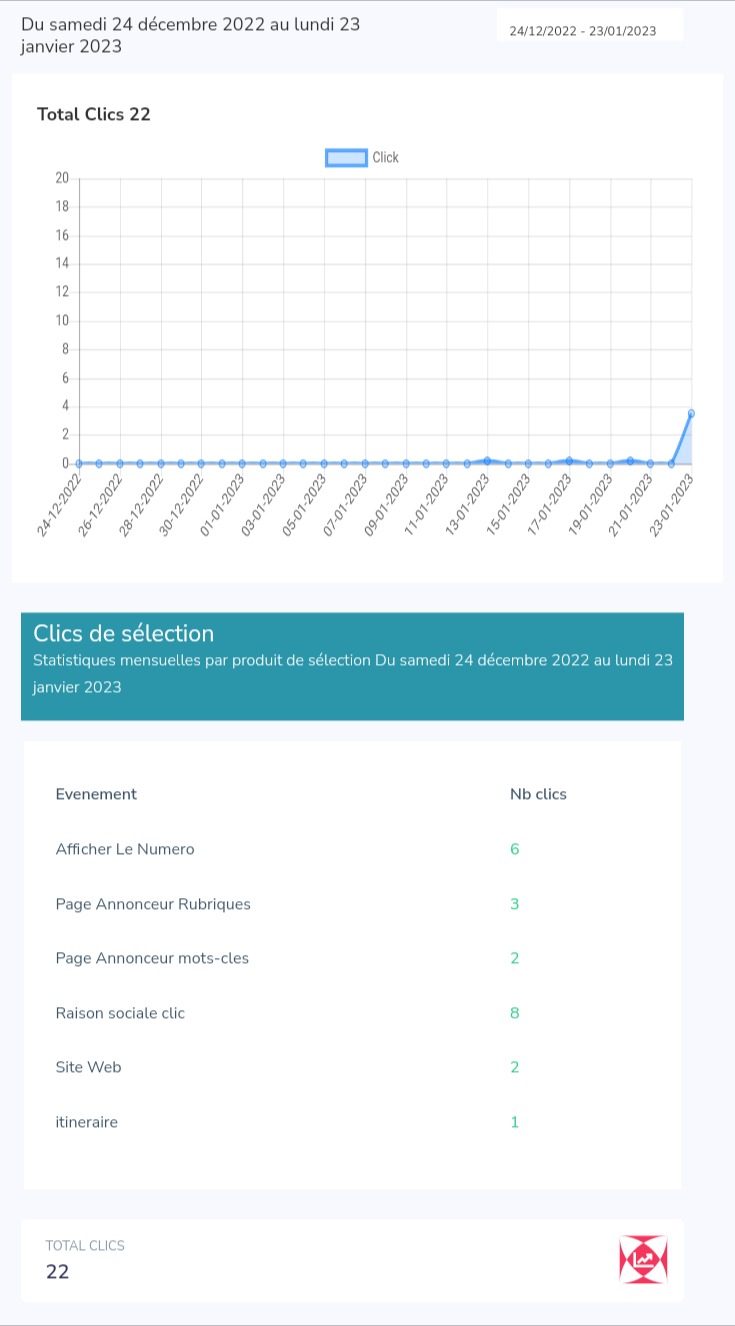 Du samedi 24 décembre 2022 au lundi 23
janvier 2023
24/12/2022 - 23/01/2023
Total Clics 22
Click
20
18
16
14
12
10
8
6
4
2
0
24-12-2022
26-12-2022
28-12-2022
30-12-2022
01-01-2023
03-01-2023
05-01-2023
07-01-2023
09-01-2023
11-01-2023
13-01-2023
15-01-2023
17-01-2023
19-01-2023
21-01-2023
23-01-2023
Clics de sélection
Statistiques mensuelles par produit de sélection Du samedi 24 décembre 2022 au lundi 23
janvier 2023
Evenement Nb clics
Afficher Le Numero 6
Page Annonceur Rubriques 3
Page Annonceur mots-cles 2
Raison sociale clic 8
Site Web 2
itineraire 1
TOTAL CLICS
22